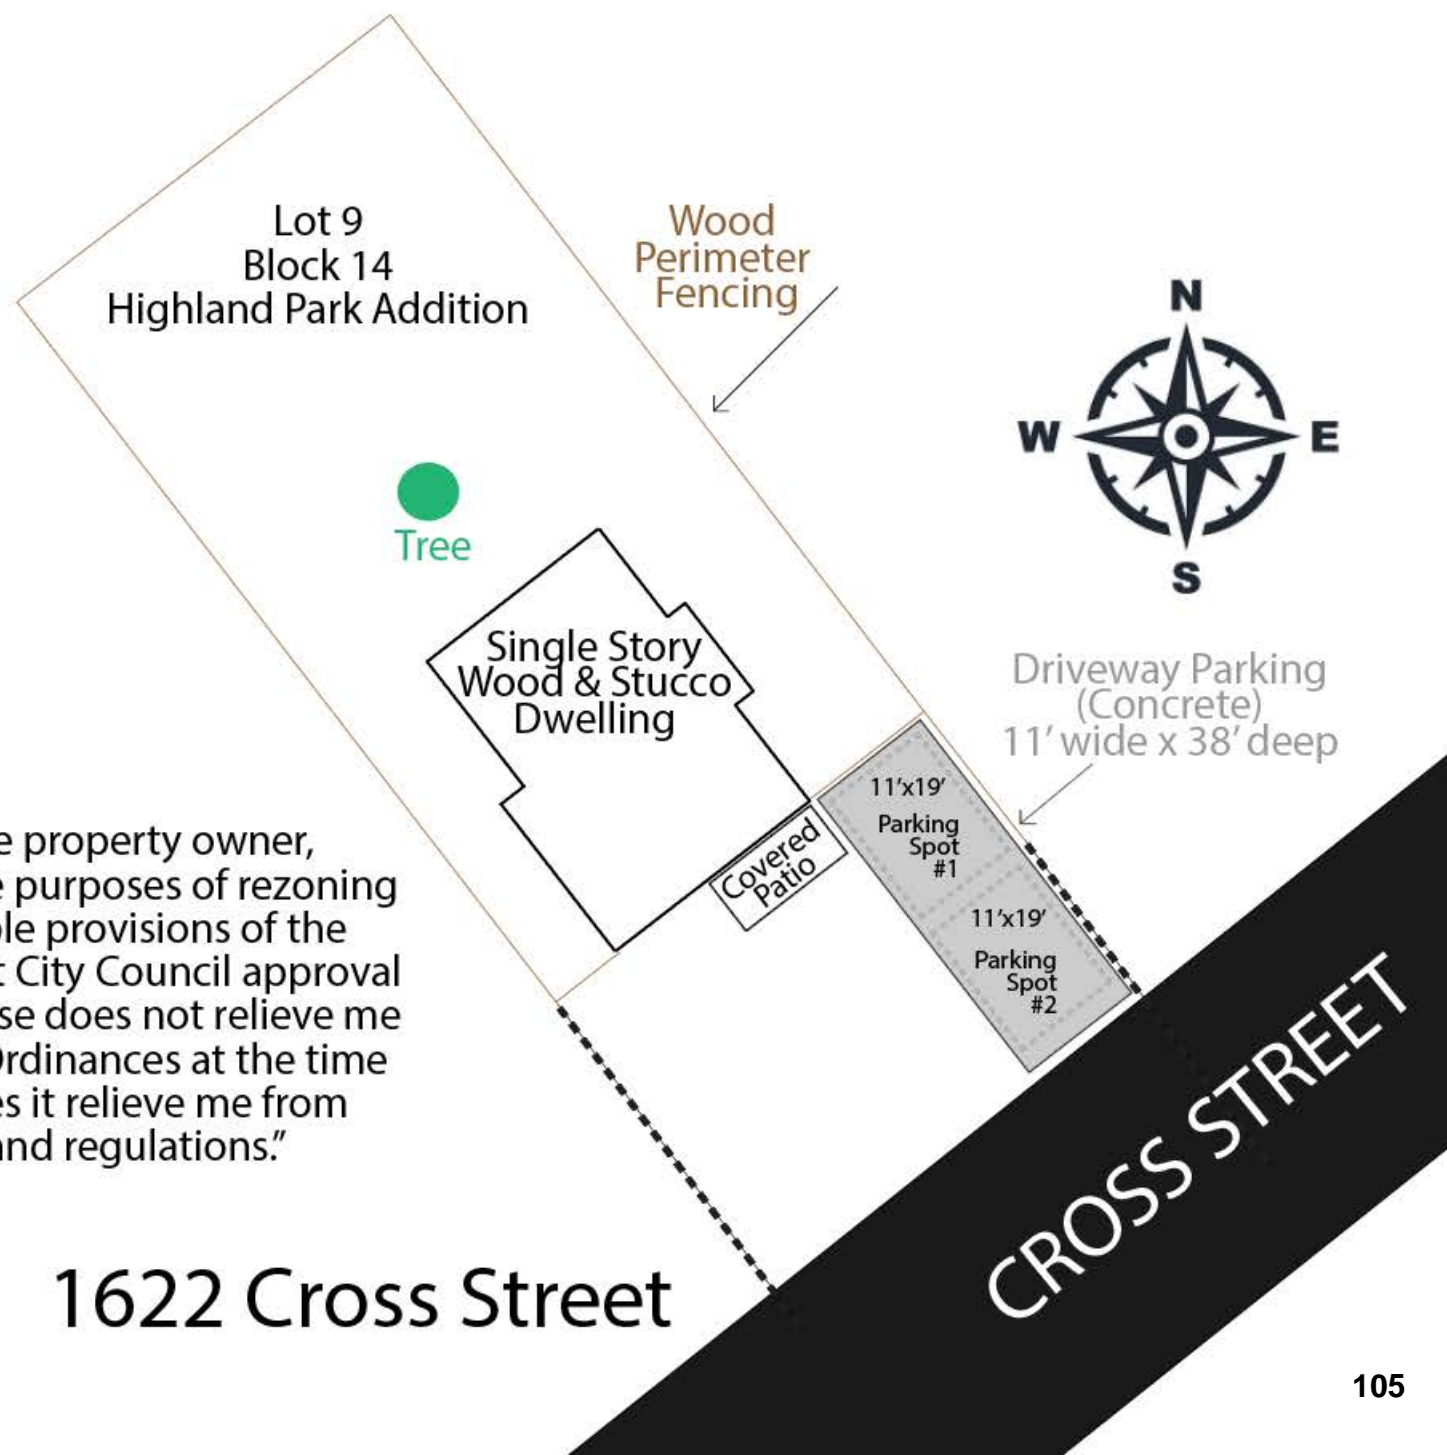 Lot 9
Block 14
Highland Park Addition
Wood
Perimeter
Fencing
N
W
E
S
Tree
Single Story
Wood & Stucco
Dwelling
Driveway Parking
(Concrete)
11' wide x 38' deep
11'x19'
Parking
Spot
#1
Covered
Patio
11'x19'
Parking
Spot
#2
e property owner,
e purposes of rezoning
ble provisions of the
t City Council approval
se does not relieve me
Ordinances at the time
es it relieve me from
and regulations.”
CROSS STREET
1622 Cross Street
105